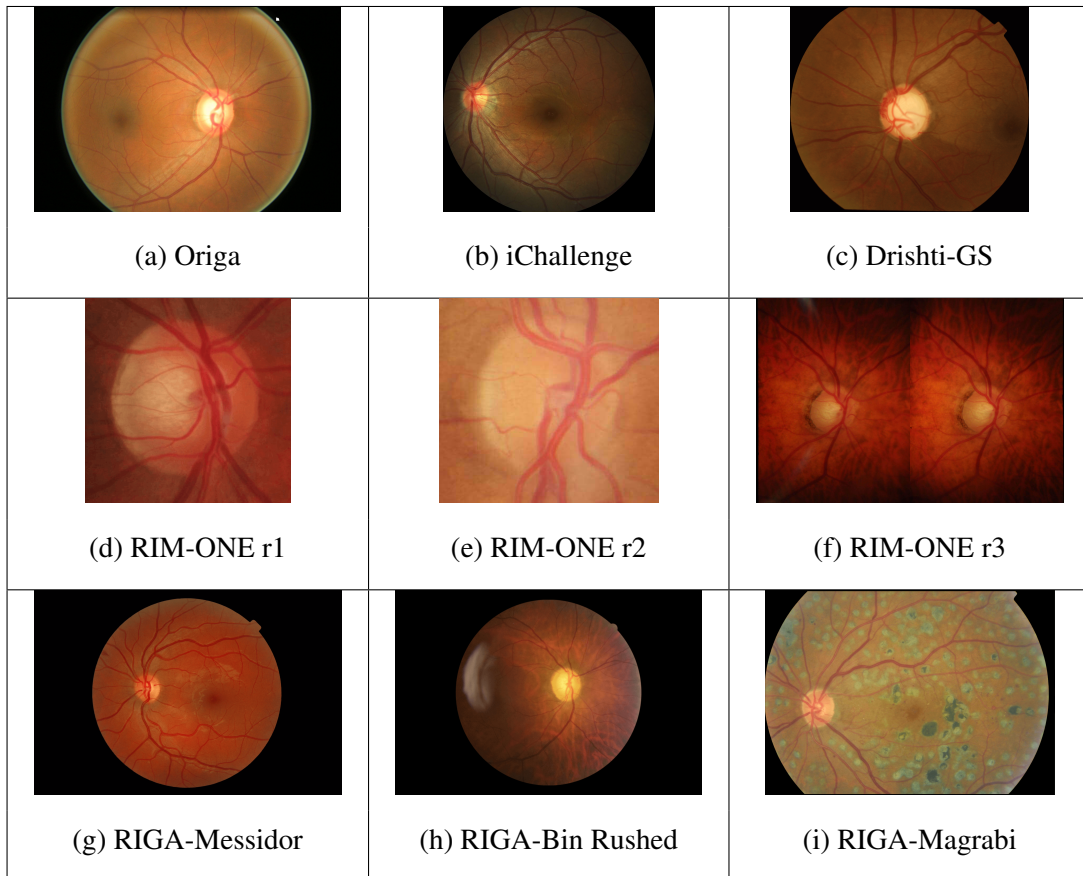 (a) Origa
(b) iChallenge
(c) Drishti-GS
(d) RIM-ONE r1
(e) RIM-ONE r2
(f) RIM-ONE r3
(g) RIGA-Messidor
(h) RIGA-Bin Rushed
(i) RIGA-Magrabi